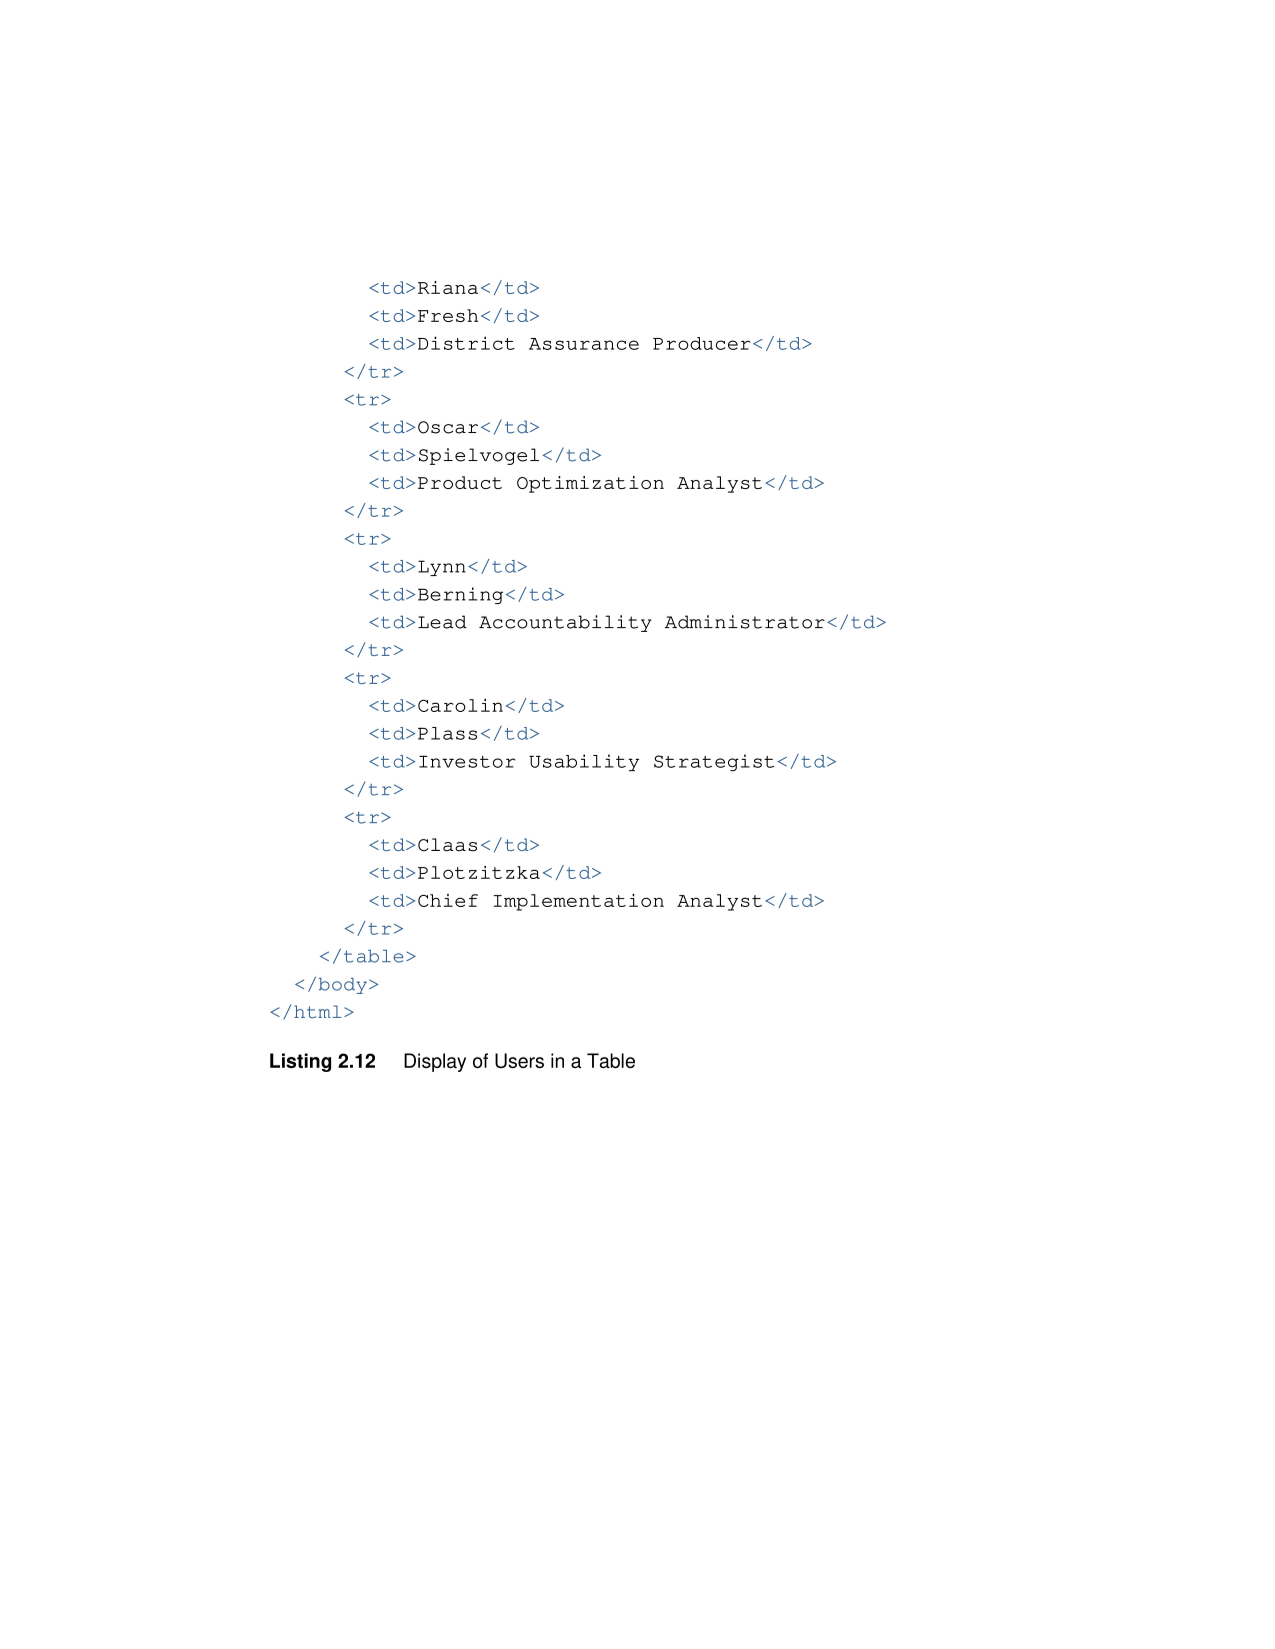 <td>Riana</td>
        <td>Fresh</td>
        <td>District Assurance Producer</td>
      </tr>
      <tr>
        <td>Oscar</td>
        <td>Spielvogel</td>
        <td>Product Optimization Analyst</td>
      </tr>
      <tr>
        <td>Lynn</td>
        <td>Berning</td>
        <td>Lead Accountability Administrator</td>
      </tr>
      <tr>
        <td>Carolin</td>
        <td>Plass</td>
        <td>Investor Usability Strategist</td>
      </tr>
      <tr>
        <td>Claas</td>
        <td>Plotzitzka</td>
        <td>Chief Implementation Analyst</td>
      </tr>
    </table>
  </body>
</html>
Listing 2.12 Display of Users in a Table